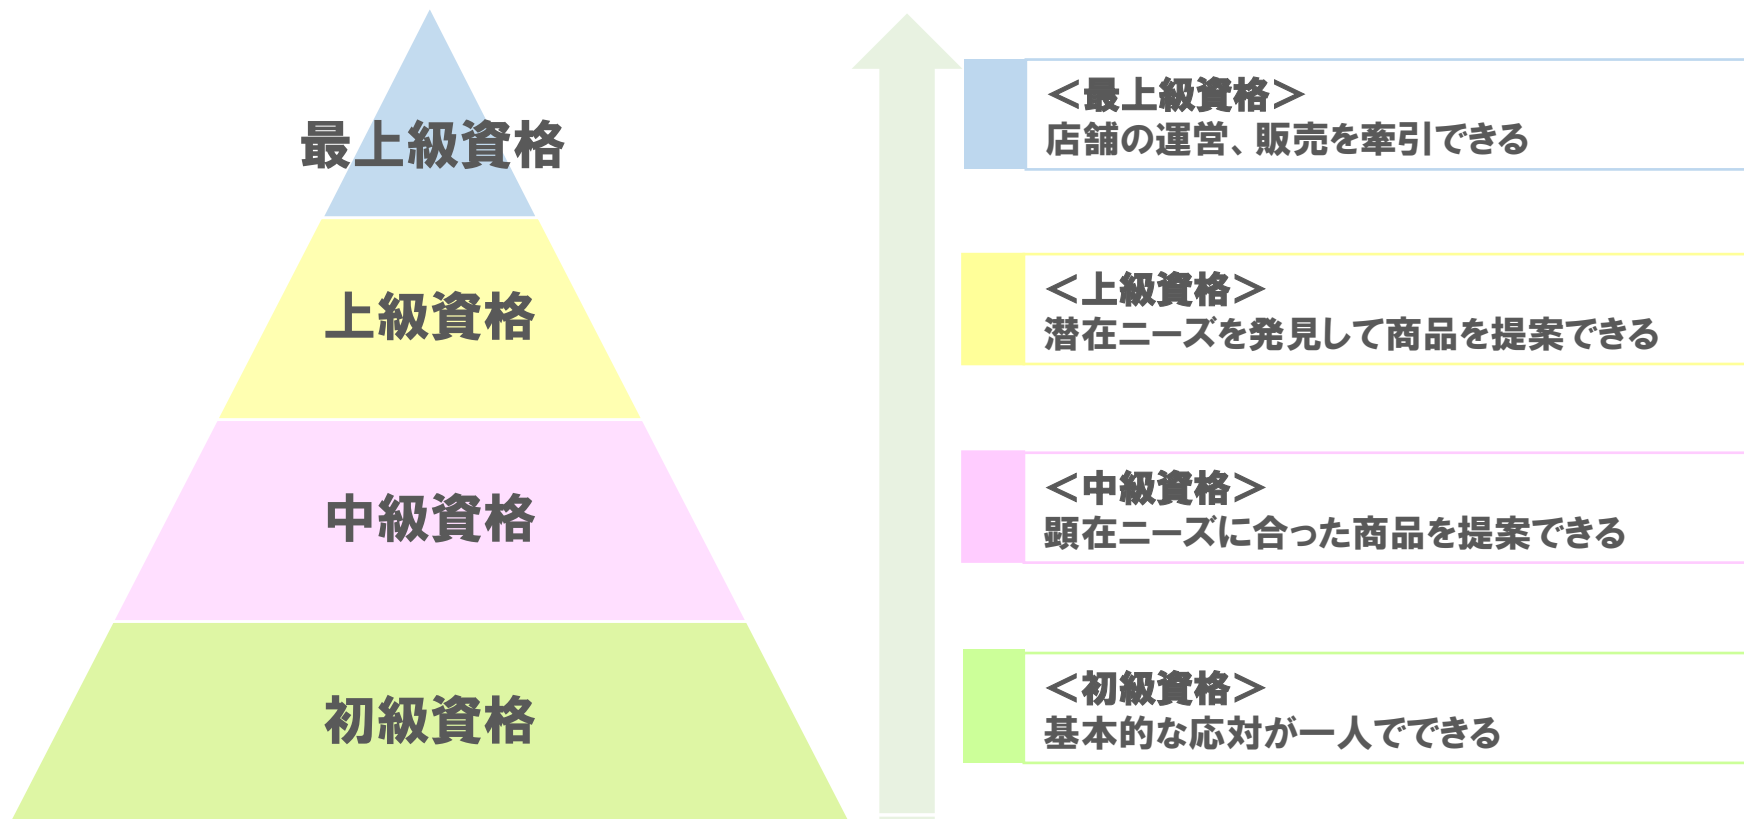 最上級資格
上級資格
中級資格
初級資格
＜最上級資格＞
店舗の運営、販売を牽引できる
＜上級資格＞
潜在ニーズを発見して商品を提案できる
＜中級資格＞
顕在ニーズに合った商品を提案できる
＜初級資格＞
基本的な応対が一人でできる